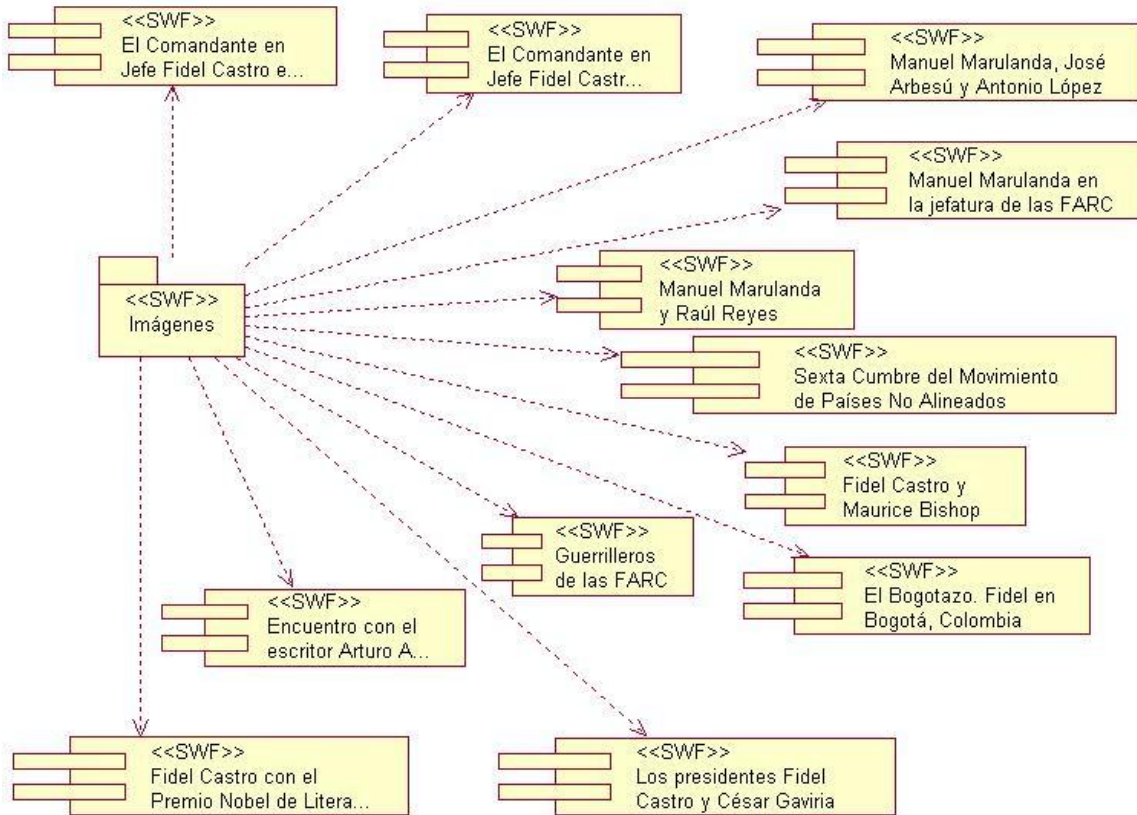 <<SWF>>
El Comandante en
Jefe Fidel Castro e...
<<SWF>>
El Comandante en
Jefe Fidel Castr...
<<SWF>>
Manuel Marulanda, José
Arbesú y Antonio López
<<SWF>>
Manuel Marulanda en
la jefatura de las FARC
<<SWF>>
Imágenes
<<SWF>>
Manuel Marulanda
y Raúl Reyes
<<SWF>>
Sexta Cumbre del Movimiento
de Países No Alineados
<<SWF>>
Fidel Castro y
Maurice Bishop
<<SWF>>
Guerrilleros
de las FARC
<<SWF>>
El Bogotazo. Fidel en
Bogotá, Colombia
<<SWF>>
Encuentro con el
escritor Arturo A...
<<SWF>>
Fidel Castro con el
Premio Nobel de Litera...
<<SWF>>
Los presidentes Fidel
Castro y César Gaviria